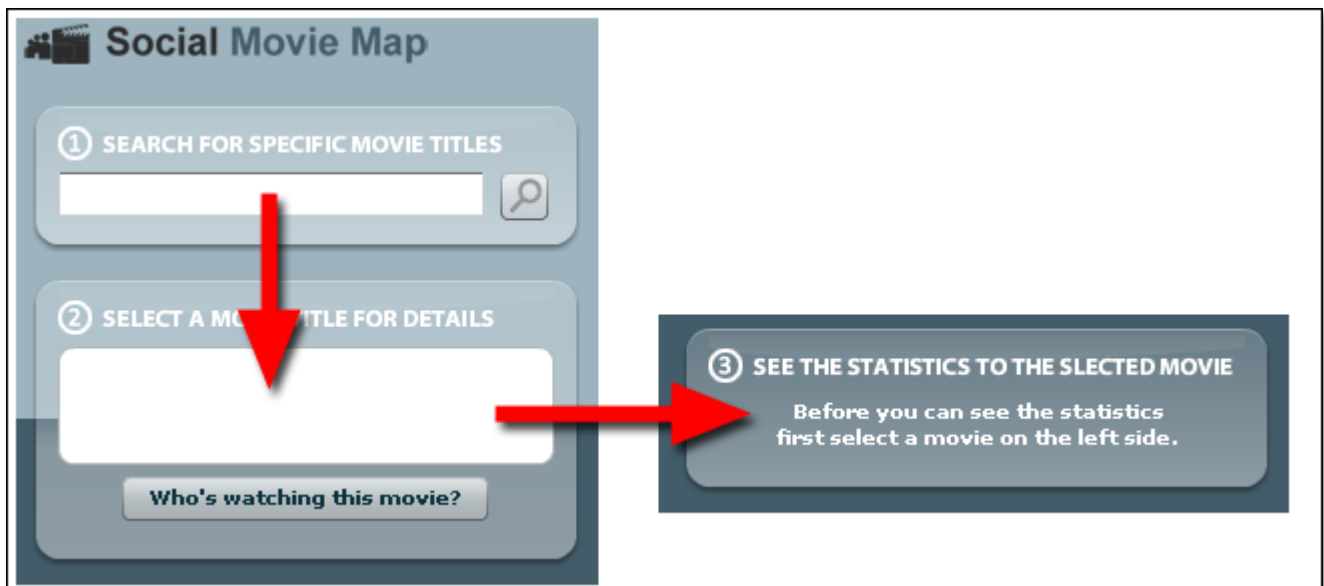 Social Movie Map
① SEARCH FOR SPECIFIC MOVIE TITLES
② SELECT A MO TITLE FOR DETAILS
Who's watching this movie?
③ SEE THE STATISTICS TO THE SLECTED MOVIE
Before you can see the statistics
first select a movie on the left side.